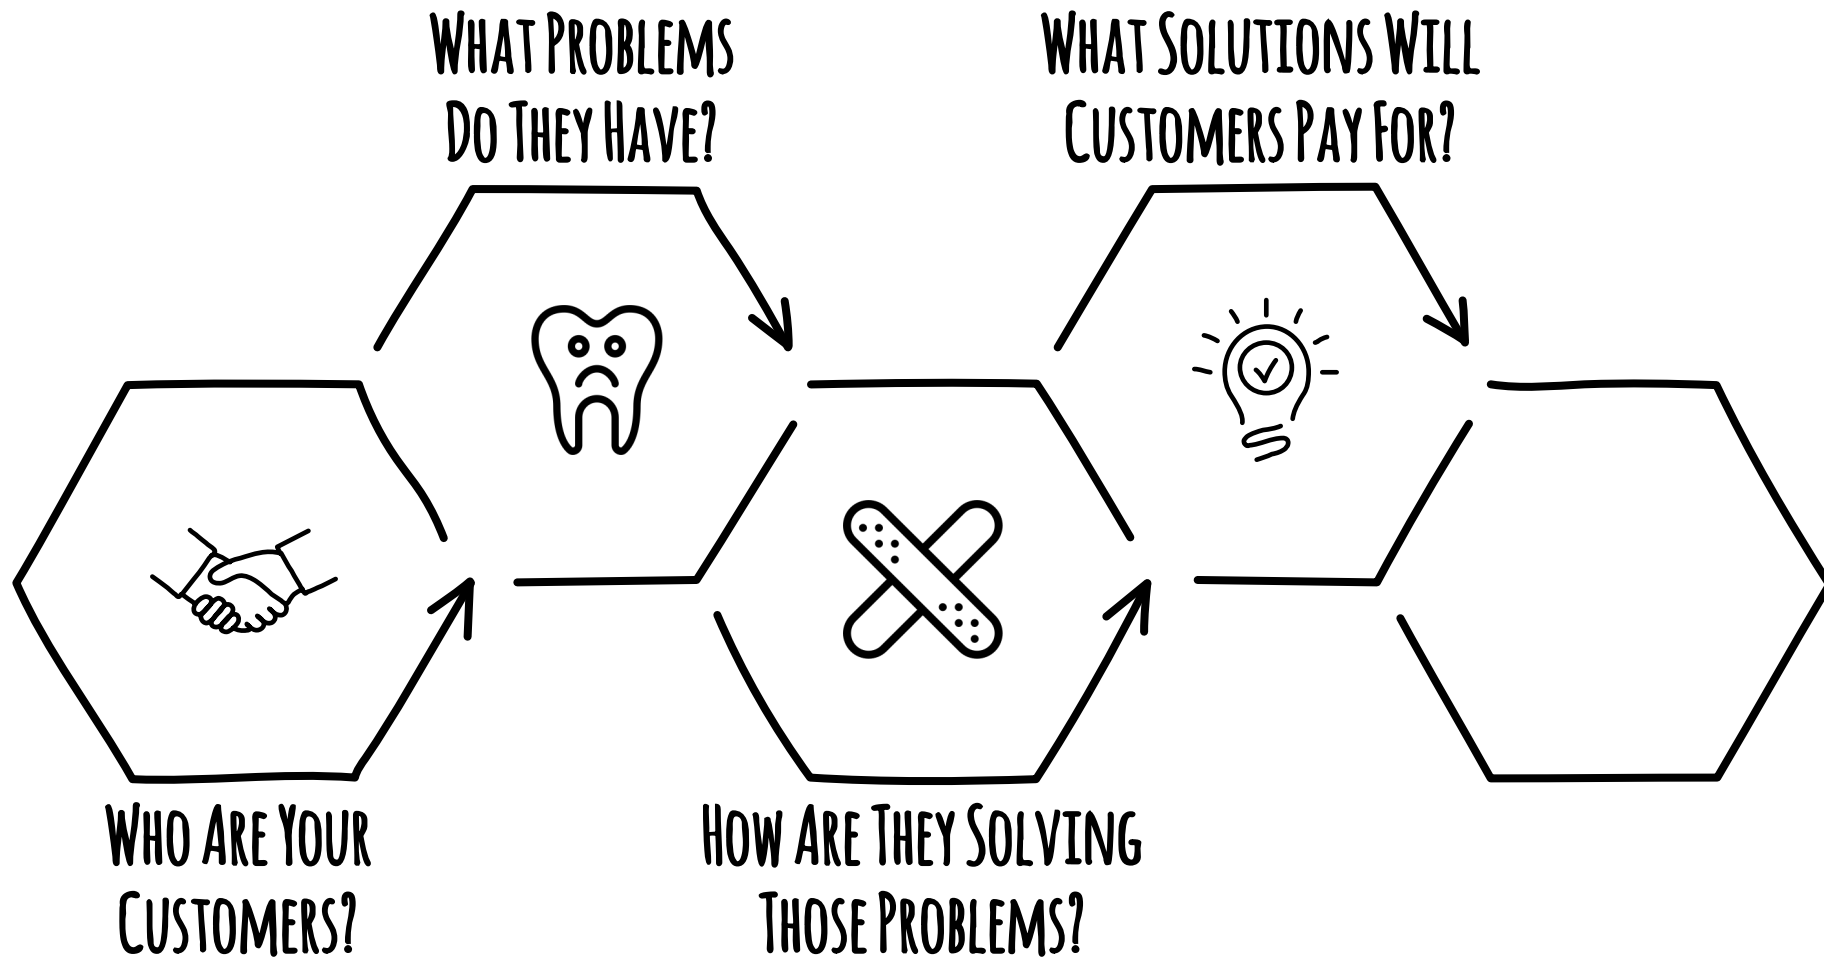 What Problems
Do They Have?
What Solutions Will
Customers Pay For?
Who Are Your
Customers?
How Are They Solving
Those Problems?